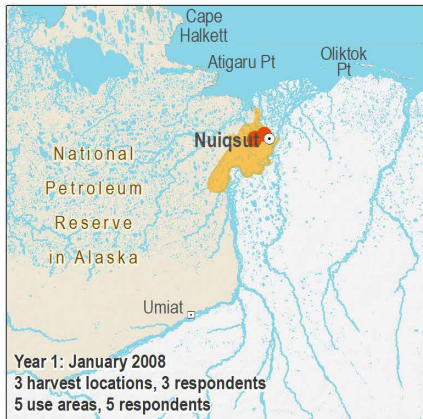 Cape
Halkett
Atigaru Pt
Oliktok
Pt
Nuiqsut
National
Petroleum
Reserve
in Alaska
Umiat
Year 1: January 2008
3 harvest locations, 3 respondents
5 use areas, 5 respondents